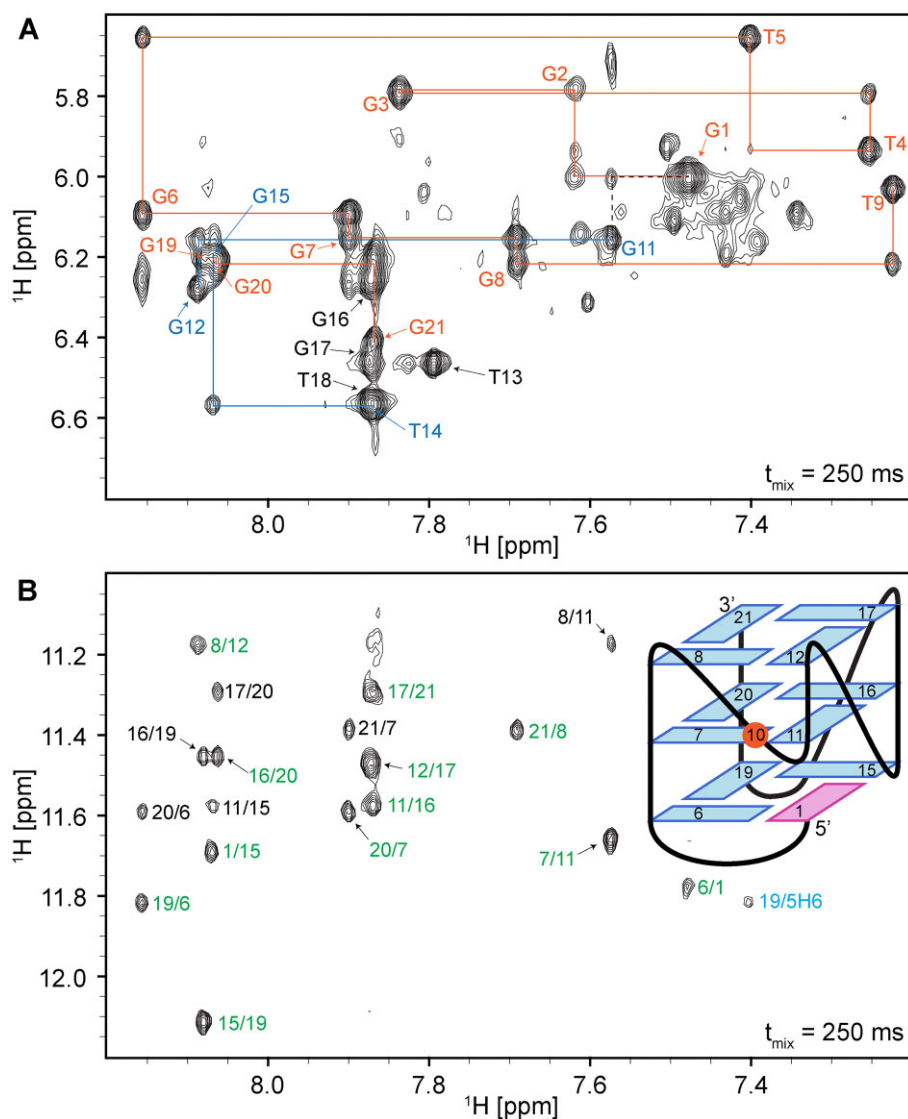 A
5.8
6.0
6.2
6.4
6.6
¹H [ppm]
T5
G2
G3
G1
T4
G6
G15
T9
G19
G7
G11
G8
G20
G12
G16
G21
G17
T18
T13
T14
t_mix = 250 ms
8.0
7.8
7.6
7.4
¹H [ppm]
B
11.2
11.4
11.6
11.8
12.0
¹H [ppm]
8/12
8/11
17/20
17/21
16/19
21/7
21/8
16/20
12/17
20/6
11/15
11/16
1/15
20/7
7/11
19/6
6/1
19/5H6
15/19
3'
21
17
8
12
20
16
7
10
11
19
15
6
1
5'
t_mix = 250 ms
8.0
7.8
7.6
7.4
¹H [ppm]